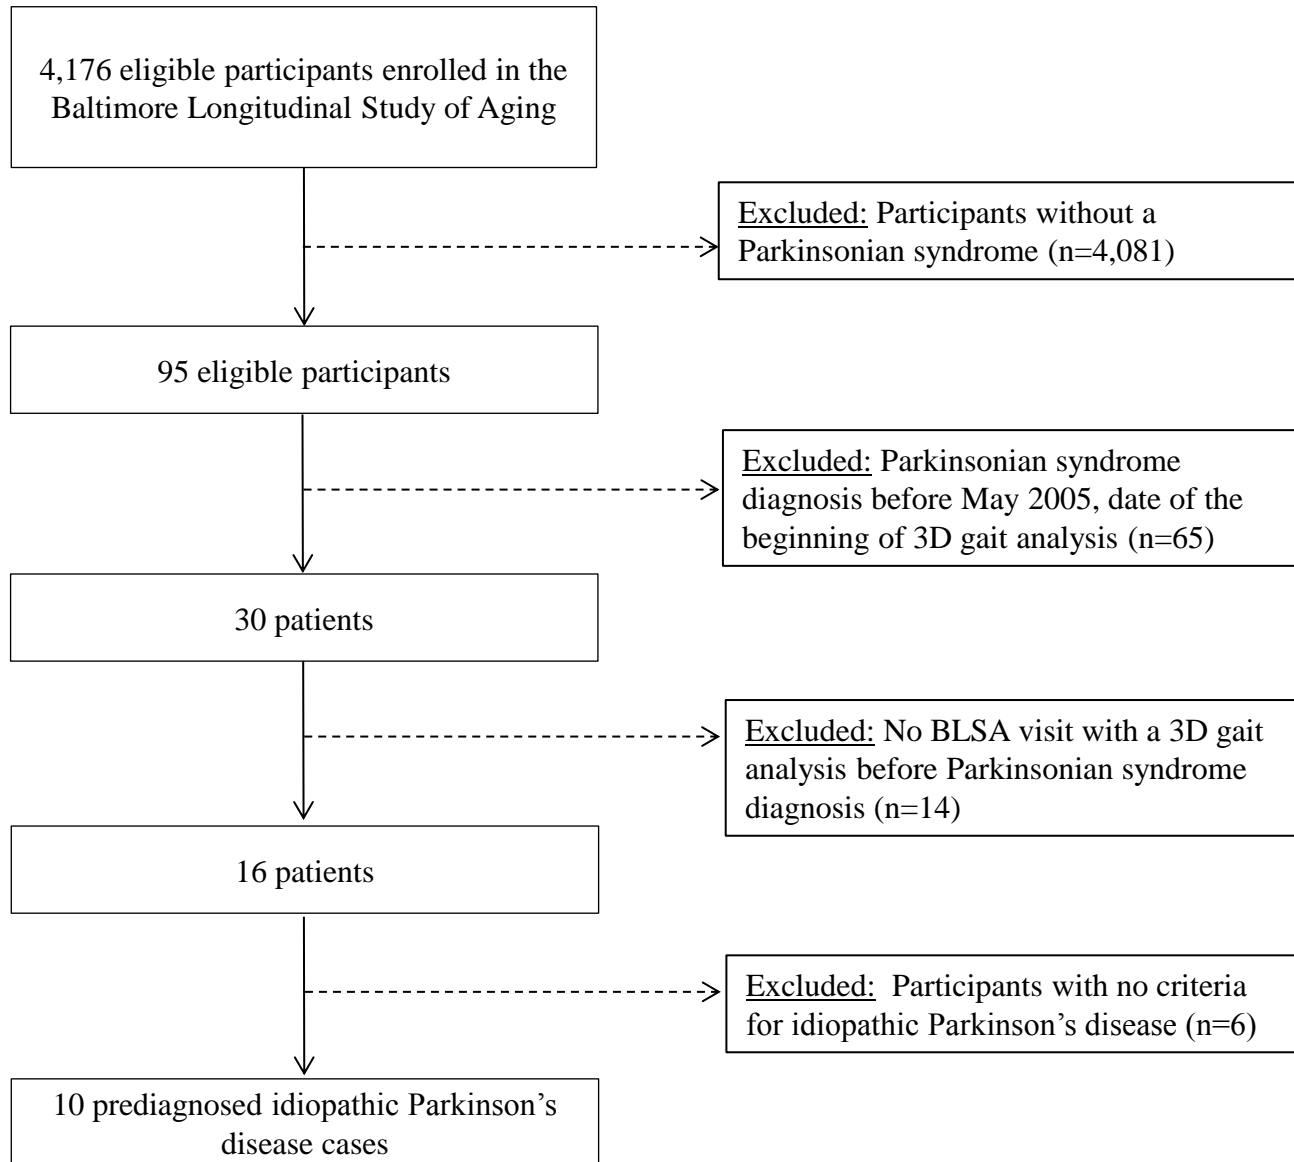 4,176 eligible participants enrolled in the
Baltimore Longitudinal Study of Aging
Excluded: Participants without a
Parkinsonian syndrome (n=4,081)
95 eligible participants
Excluded: Parkinsonian syndrome
diagnosis before May 2005, date of the
beginning of 3D gait analysis (n=65)
30 patients
Excluded: No BLSA visit with a 3D gait
analysis before Parkinsonian syndrome
diagnosis (n=14)
16 patients
Excluded:  Participants with no criteria
for idiopathic Parkinson’s disease (n=6)
10 prediagnosed idiopathic Parkinson’s
disease cases